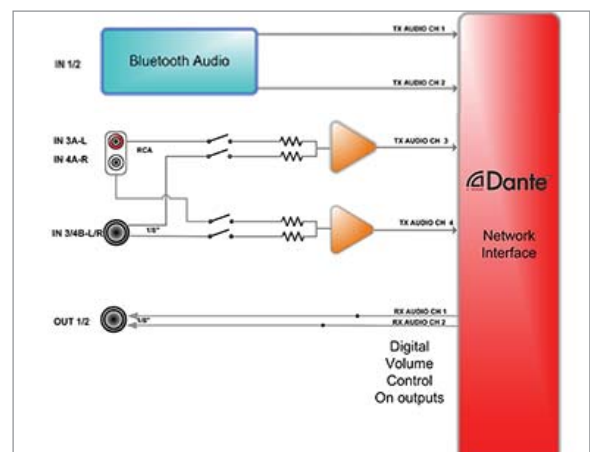 TX AUDIO CH 1
IN 1/2
Bluetooth Audio
TX AUDIO CH 2
IN 3A-L
RCA
TX AUDIO CH 3
IN 4A-R
Dante
TX AUDIO CH 4
Network
Interface
IN 3/4B-L/R
1/8"
RX AUDIO CH 1
OUT 1/2
1/8"
RX AUDIO CH 2
Digital
Volume
Control
On outputs